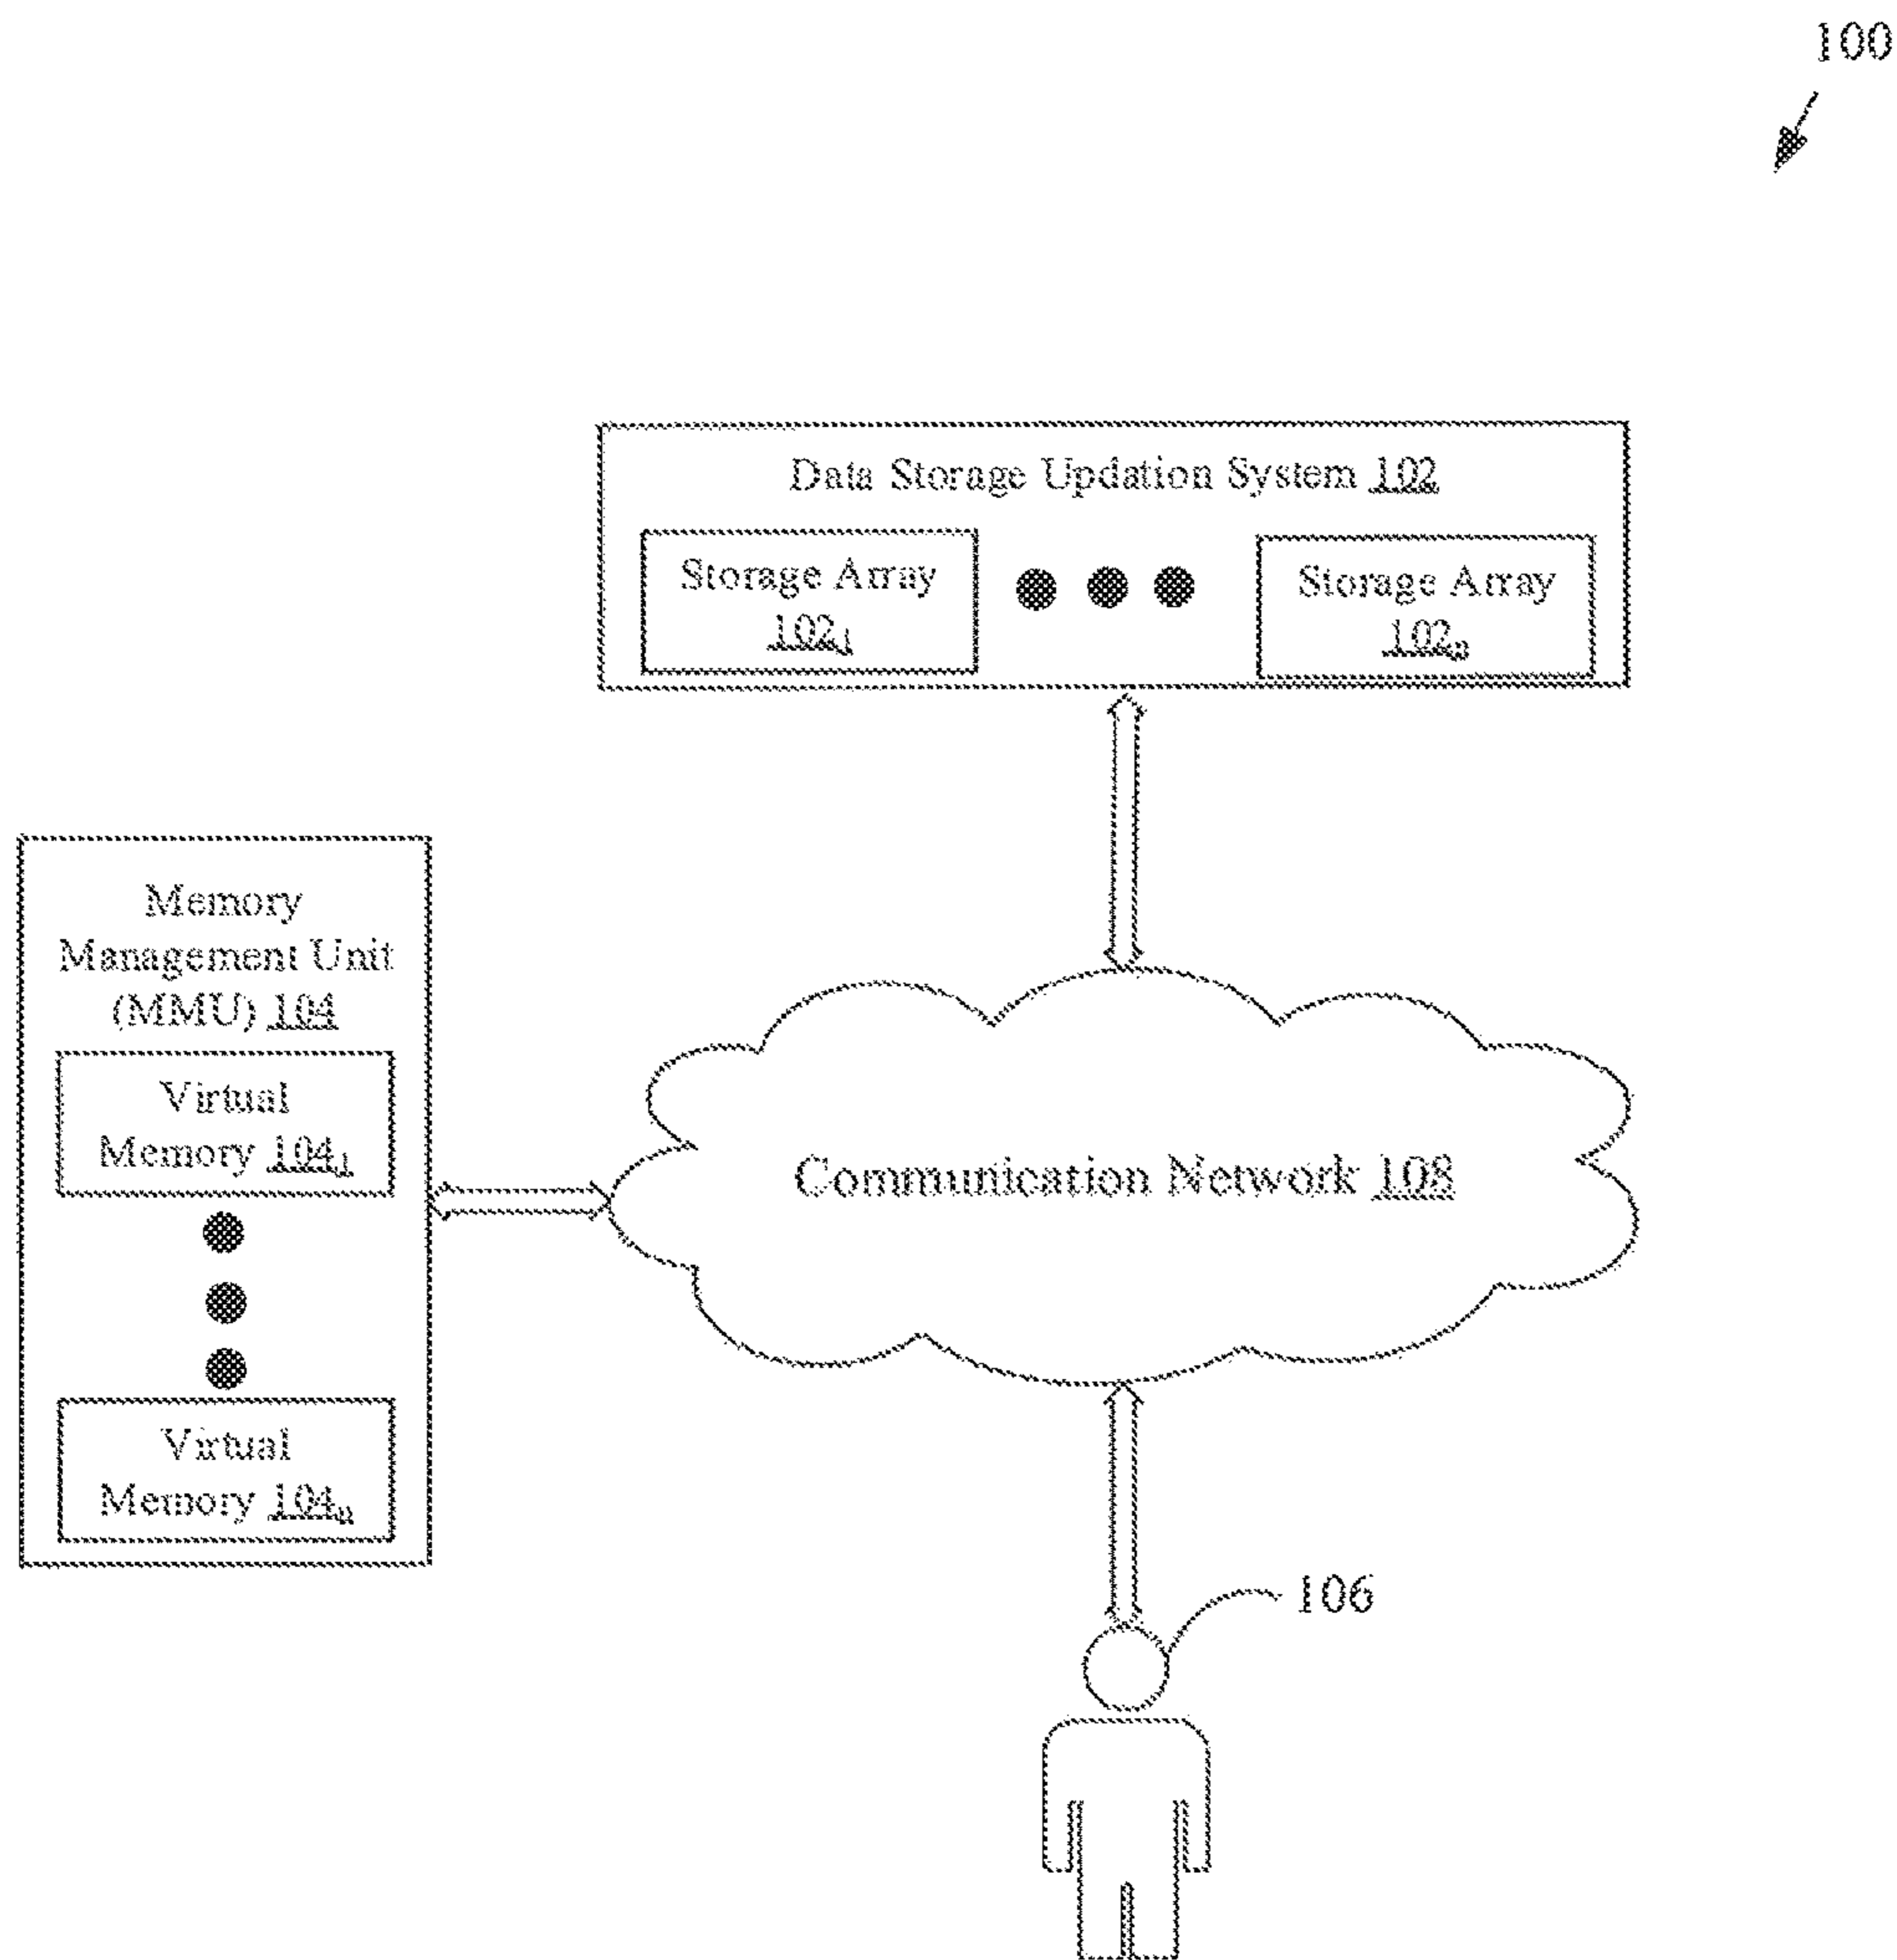 100
Data Storage Updation System 102
Storage Array
102₁
Storage Array
102ₙ
Memory
Management Unit
(MMU) 104
Virtual
Memory 104₁
Virtual
Memory 104ₙ
Communication Network 108
106